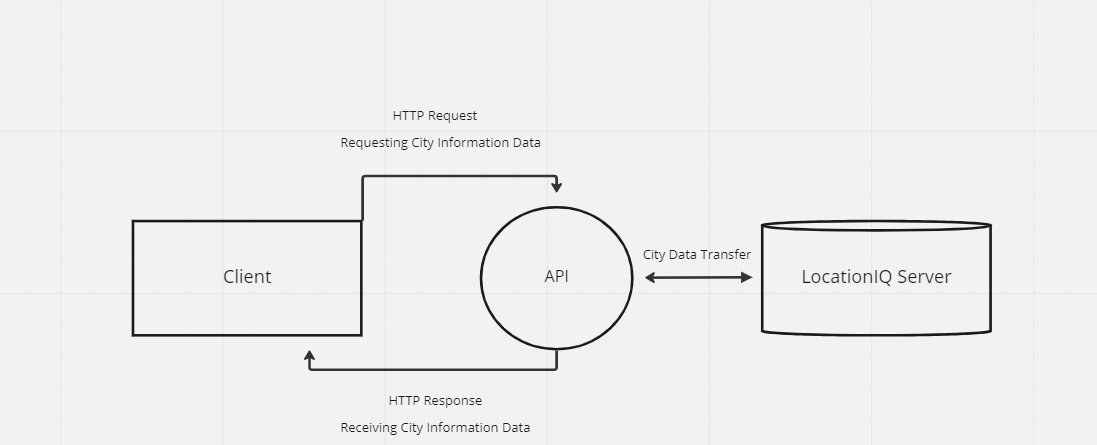 HTTP Request
Requesting City Information Data
City Data Transfer
Client
API
LocationIQ Server
HTTP Response
Receiving City Information Data